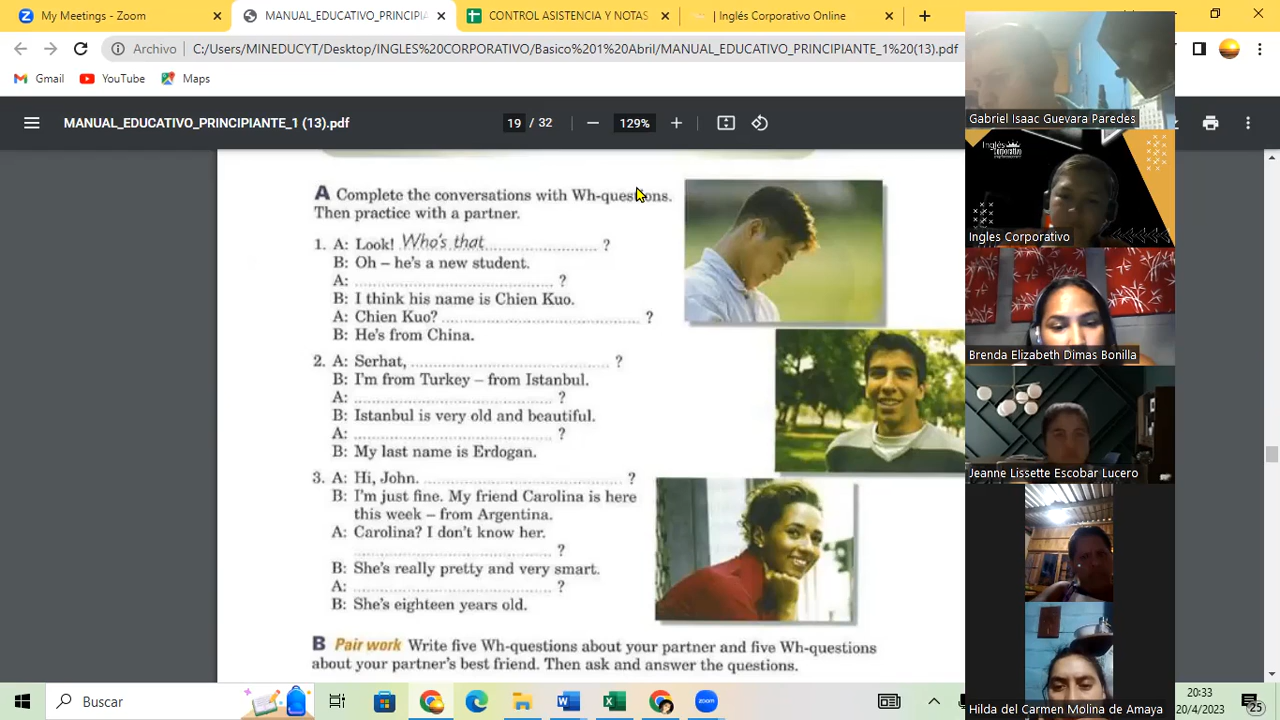 My Meetings - Zoom
MANUAL_EDUCATIVO_PRINCIPIA
CONTROL ASISTENCIA Y NOTAS
Inglés Corporativo Online
Archivo
C:/Users/MINEDUCYT/Desktop/INGLES%20CORPORATIVO/Basico%201%20Abril/MANUAL_EDUCATIVO_PRINCIPIANTE_1%20(13).pdf
Gmail
YouTube
Maps
MANUAL_EDUCATIVO_PRINCIPIANTE_1 (13).pdf
19 / 32
129%
A Complete the conversations with Wh-questions.
Then practice with a partner.
1. A: Look! Who's that ?
B: Oh – he's a new student.
A: ?
B: I think his name is Chien Kuo.
A: Chien Kuo? ?
B: He's from China.
2. A: Serhat, ?
B: I'm from Turkey – from Istanbul.
A: ?
B: Istanbul is very old and beautiful.
A: ?
B: My last name is Erdogan.
3. A: Hi, John. ?
B: I'm just fine. My friend Carolina is here
this week – from Argentina.
A: Carolina? I don't know her.
?
B: She's really pretty and very smart.
A: ?
B: She's eighteen years old.
B Pair work Write five Wh-questions about your partner and five Wh-questions
about your partner's best friend. Then ask and answer the questions.
Gabriel Isaac Guevara Paredes
Inglés
Corporativo
Ingles Corporativo
Brenda Elizabeth Dimas Bonilla
Jeanne Lissette Escobar Lucero
Hilda del Carmen Molina de Amaya
Buscar
20:33
20/4/2023
25